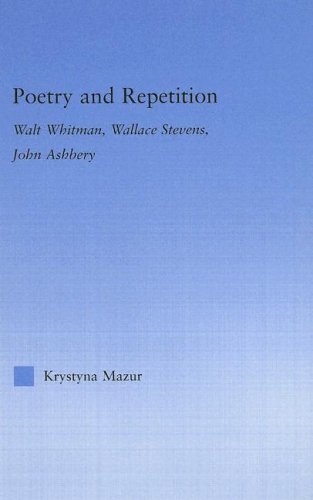 Poetry and Repetition
Walt Whitman, Wallace Stevens,
John Ashbery
Krystyna Mazur